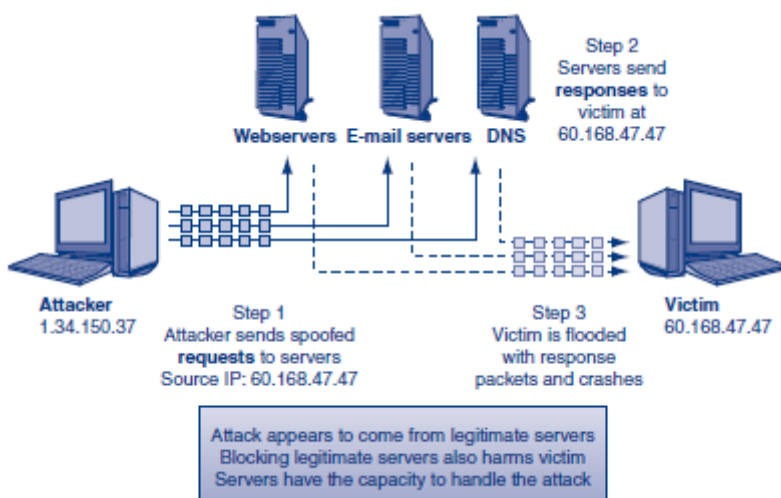 Step 2
Servers send
responses to
victim at
60.168.47.47
Webservers
E-mail servers
DNS
Attacker
1.34.150.37
Step 1
Attacker sends spoofed
requests to servers
Source IP: 60.168.47.47
Step 3
Victim is flooded
with response
packets and crashes
Victim
60.168.47.47
Attack appears to come from legitimate servers
Blocking legitimate servers also harms victim
Servers have the capacity to handle the attack